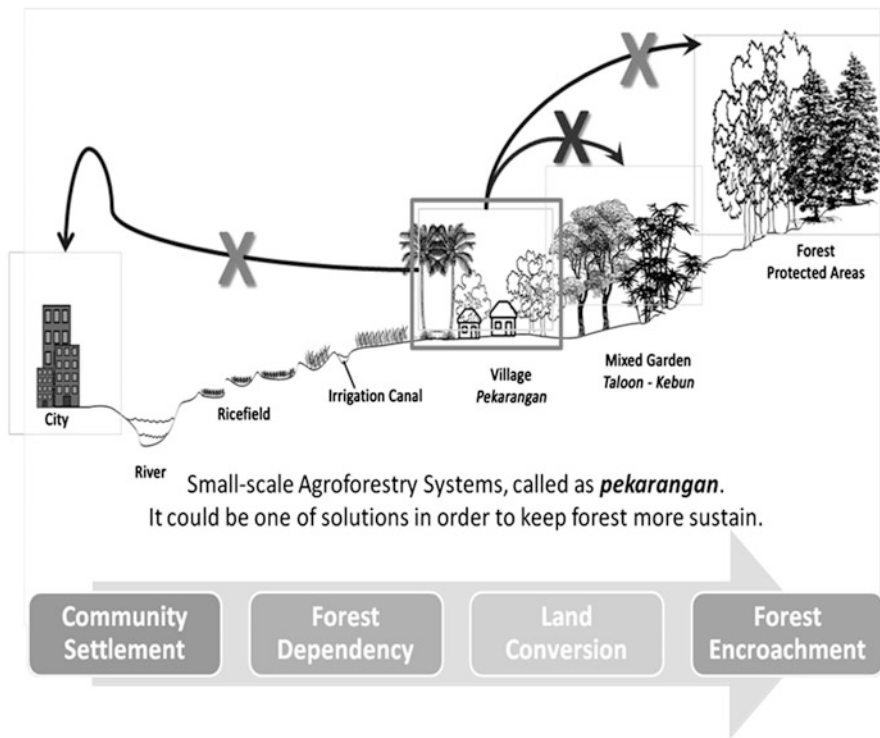 Forest
Protected Areas
Mixed Garden
Taloon - Kebun
Village
Pekarangan
Irrigation Canal
Ricefield
City
River
Small-scale Agroforestry Systems, called as pekarangan.
It could be one of solutions in order to keep forest more sustain.
Community
Settlement
Forest
Dependency
Land
Conversion
Forest
Encroachment